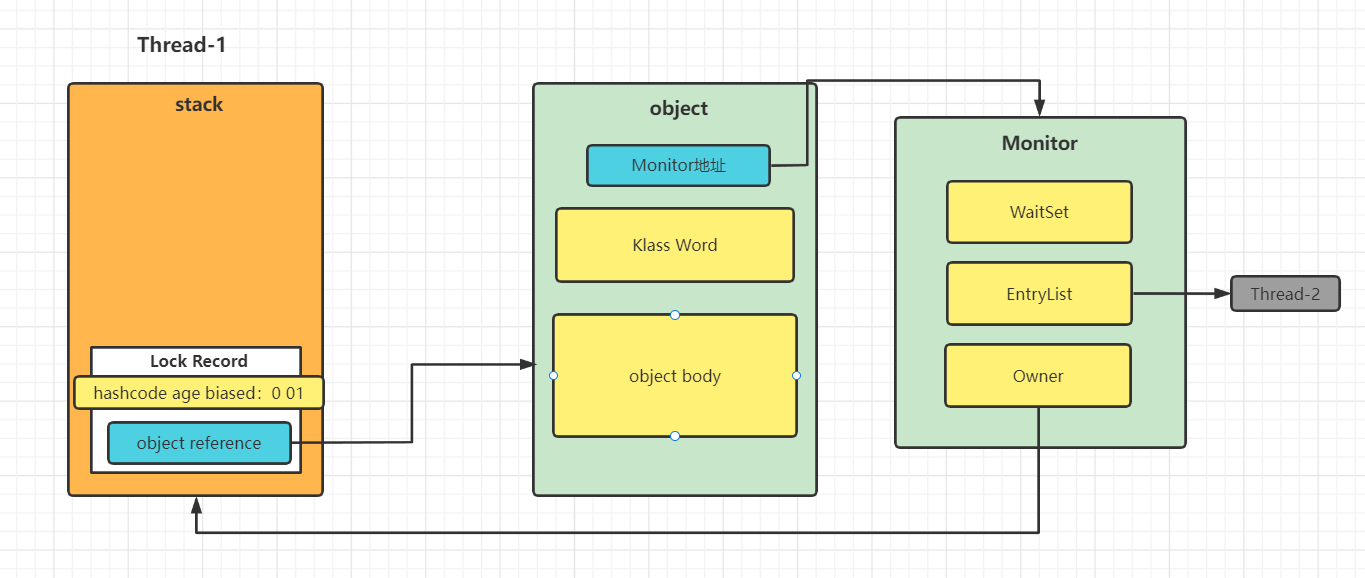 Thread-1
stack
Lock Record
hashcode age biased：0 01
object reference
object
Monitor地址
Klass Word
object body
Monitor
WaitSet
EntryList
Owner
Thread-2